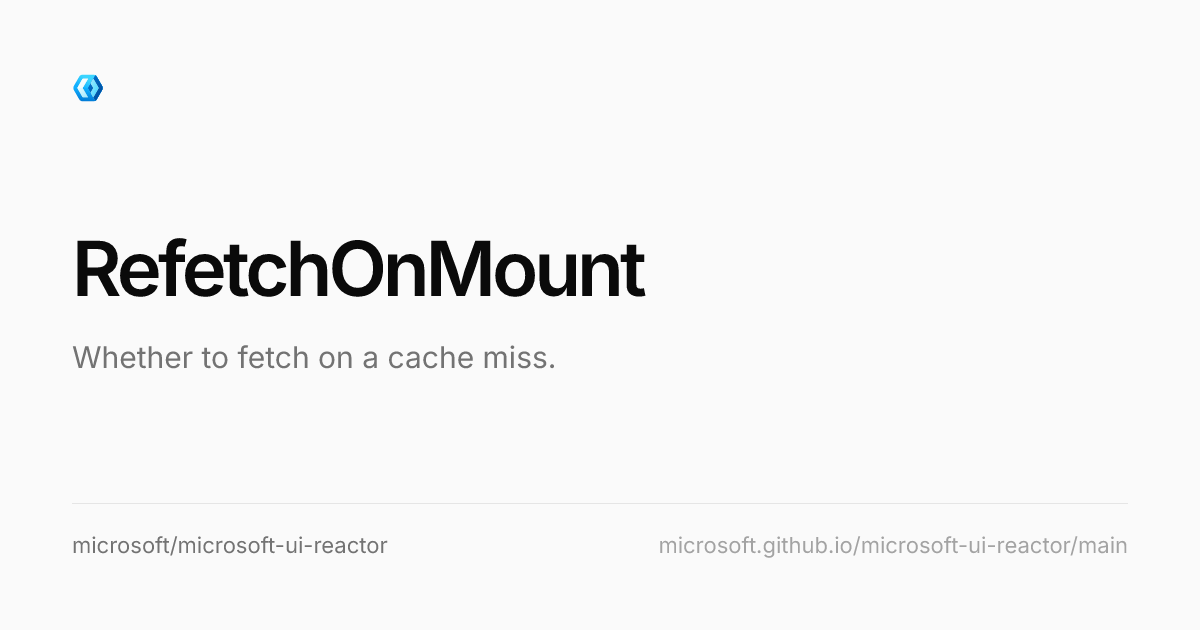 RefetchOnMount
Whether to fetch on a cache miss.
microsoft/microsoft-ui-reactor
microsoft.github.io/microsoft-ui-reactor/main